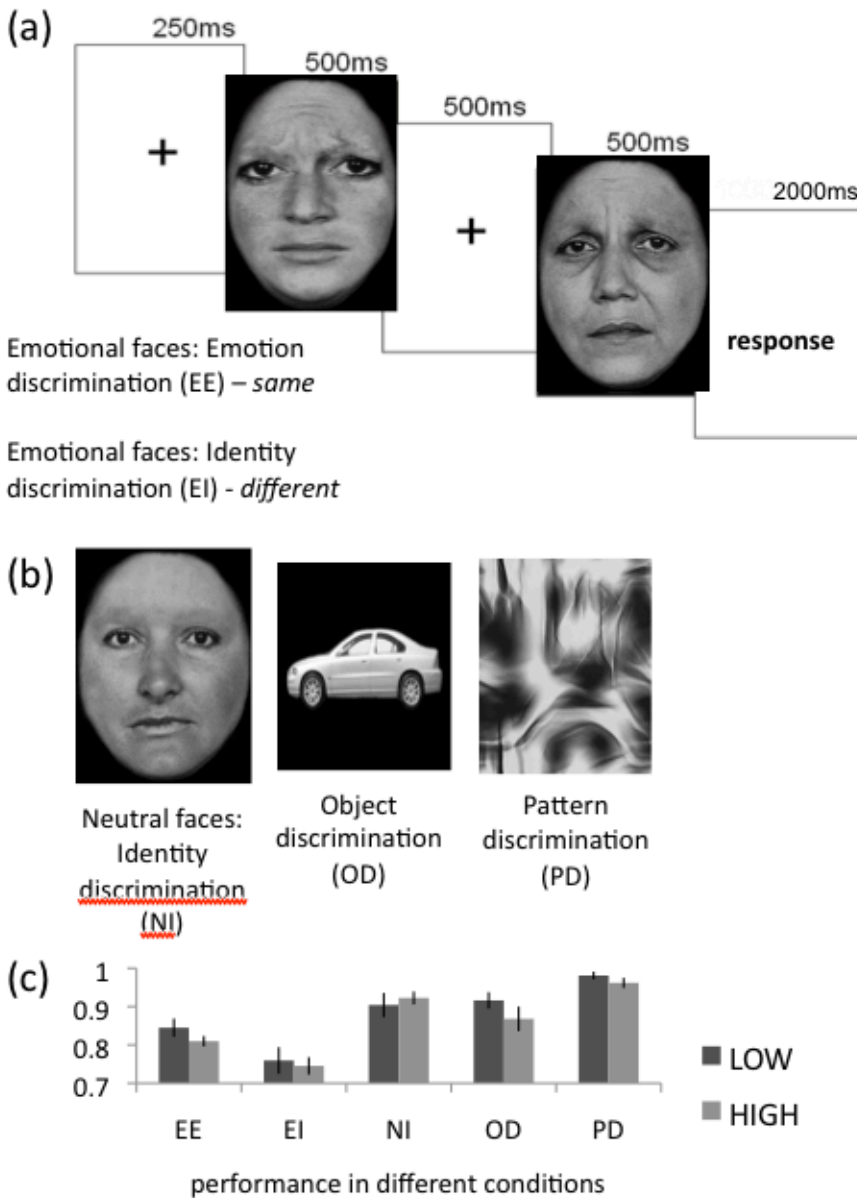 (a)
250ms
500ms
500ms
500ms
2000ms
+
+
response
Emotional faces: Emotion
discrimination (EE) – same
Emotional faces: Identity
discrimination (EI) - different
(b)
Neutral faces:
Identity
discrimination
(NI)
Object
discrimination
(OD)
Pattern
discrimination
(PD)
(c)
1
0.9
0.8
0.7
EE EI NI OD PD
LOW
HIGH
performance in different conditions